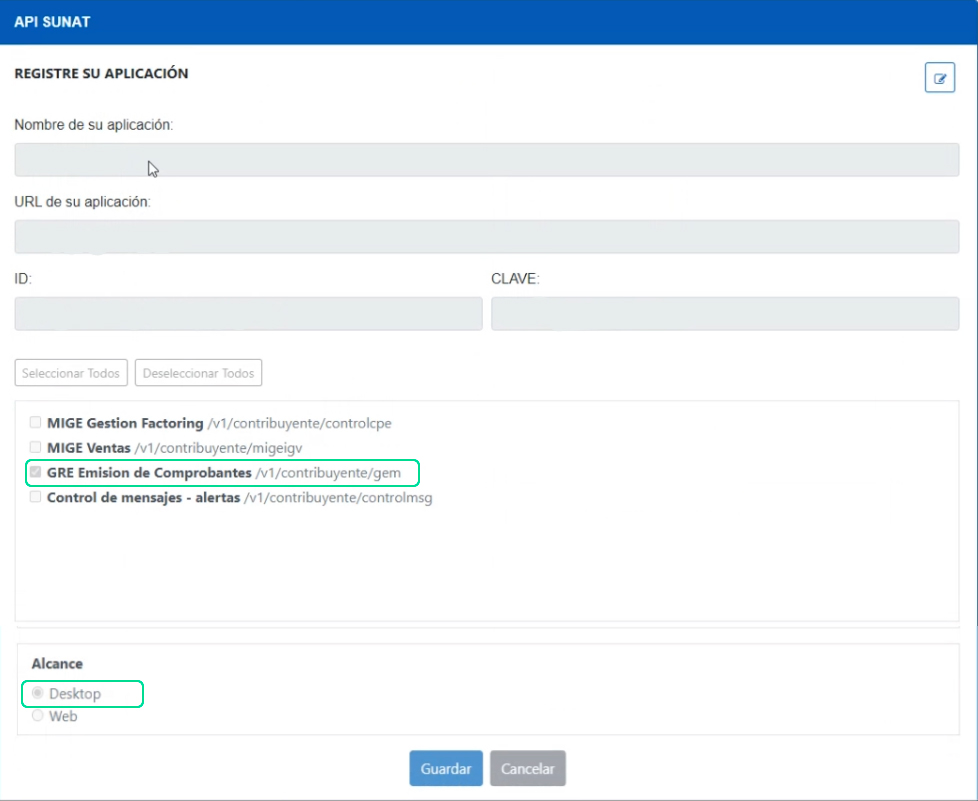 API SUNAT
REGISTRE SU APLICACIÓN
Nombre de su aplicación:
URL de su aplicación:
ID: CLAVE:
Seleccionar Todos Deseleccionar Todos
MIGE Gestion Factoring /v1/contribuyente/controlcpe
MIGE Ventas /v1/contribuyente/migeigv
GRE Emision de Comprobantes /v1/contribuyente/gem
Control de mensajes - alertas /v1/contribuyente/controlmsg
Alcance
Desktop
Web
Guardar Cancelar